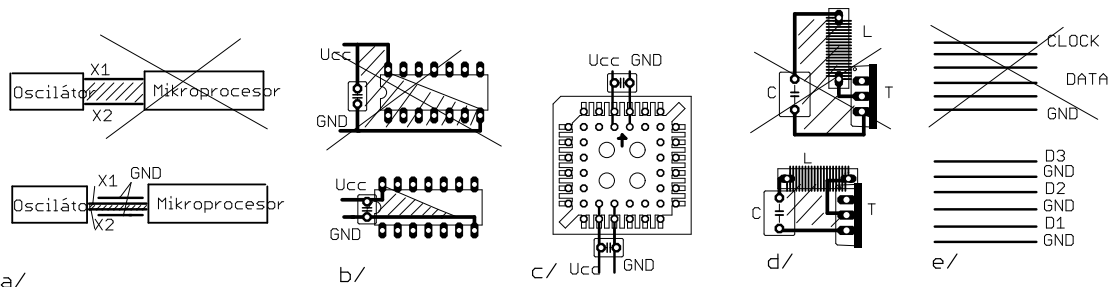 X1
Oscilátor
Mikroprocesor
X2
GND
X1
Oscilátor
Mikroprocesor
X2
a/
Ucc
GND
Ucc
GND
b/
Ucc GND
Ucc GND
c/
L
C
T
L
C
T
d/
CLOCK
DATA
GND
D3
GND
D2
GND
D1
GND
e/